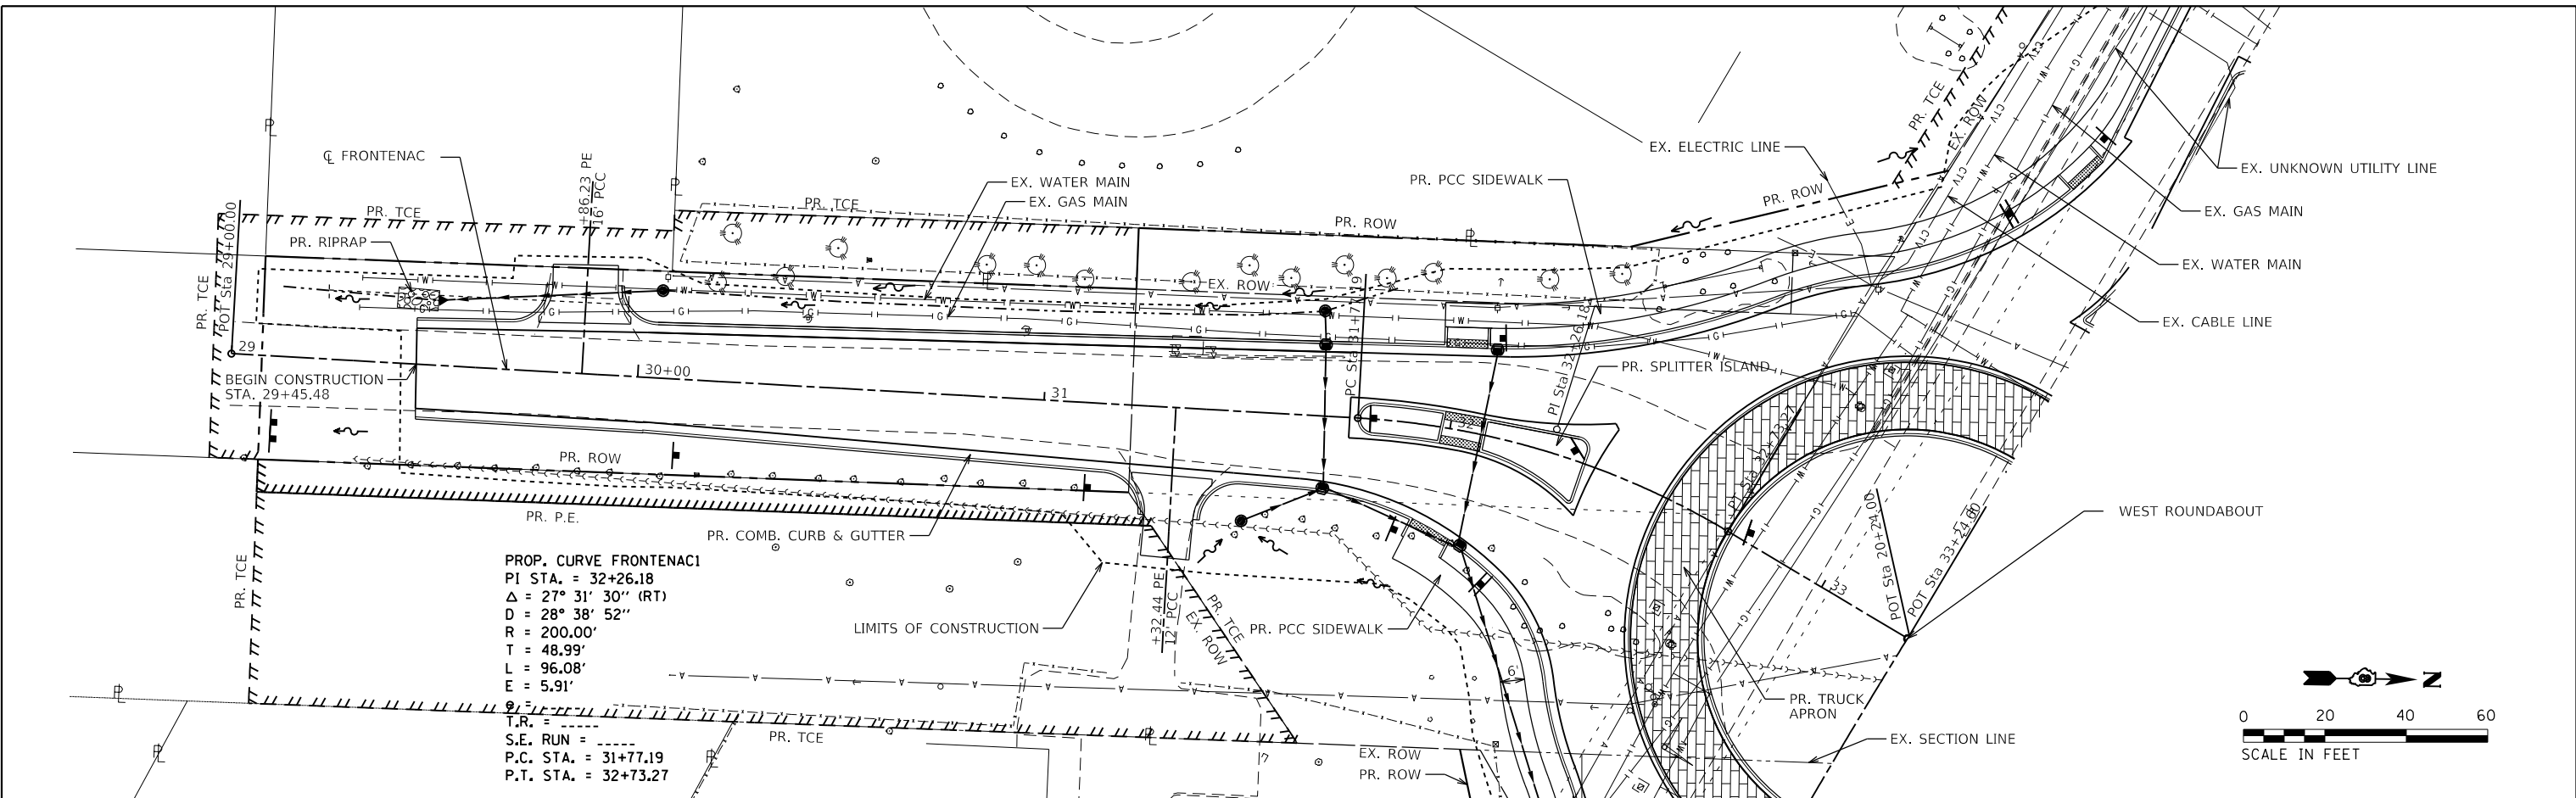 ℄ FRONTENAC
+86.23 PE
16' PCC
PR. TCE
PR. TCE
POT Sta 29+00.00
PR. RIPRAP
PR. TCE
PR. TCE
EX. WATER MAIN
EX. GAS MAIN
PR. ROW
EX. ROW
PR. PCC SIDEWALK
EX. ELECTRIC LINE
PR. ROW
PR. TCE
EX. ROW
EX. UNKNOWN UTILITY LINE
EX. GAS MAIN
EX. WATER MAIN
EX. CABLE LINE
29
BEGIN CONSTRUCTION
STA. 29+45.48
30+00
31
PC Sta 31+77.19
PI Sta 32+26.18
PR. SPLITTER ISLAND
32
PT Sta 32+73.27
33
POT Sta 20+24.00
POT Sta 33+24.00
WEST ROUNDABOUT
PR. ROW
PR. P.E.
PR. COMB. CURB & GUTTER
PR. TCE
PROP. CURVE FRONTENAC1
PI STA. = 32+26.18
Δ = 27° 31' 30'' (RT)
D = 28° 38' 52''
R = 200.00'
T = 48.99'
L = 96.08'
E = 5.91'
e = -----
T.R. = -----
S.E. RUN = -----
P.C. STA. = 31+77.19
P.T. STA. = 32+73.27
LIMITS OF CONSTRUCTION
+32.44 PE
12' PCC
PR. TCE
EX. ROW
PR. PCC SIDEWALK
6'
PR. TRUCK
APRON
PR. TCE
EX. ROW
PR. ROW
EX. SECTION LINE
N
0 20 40 60
SCALE IN FEET